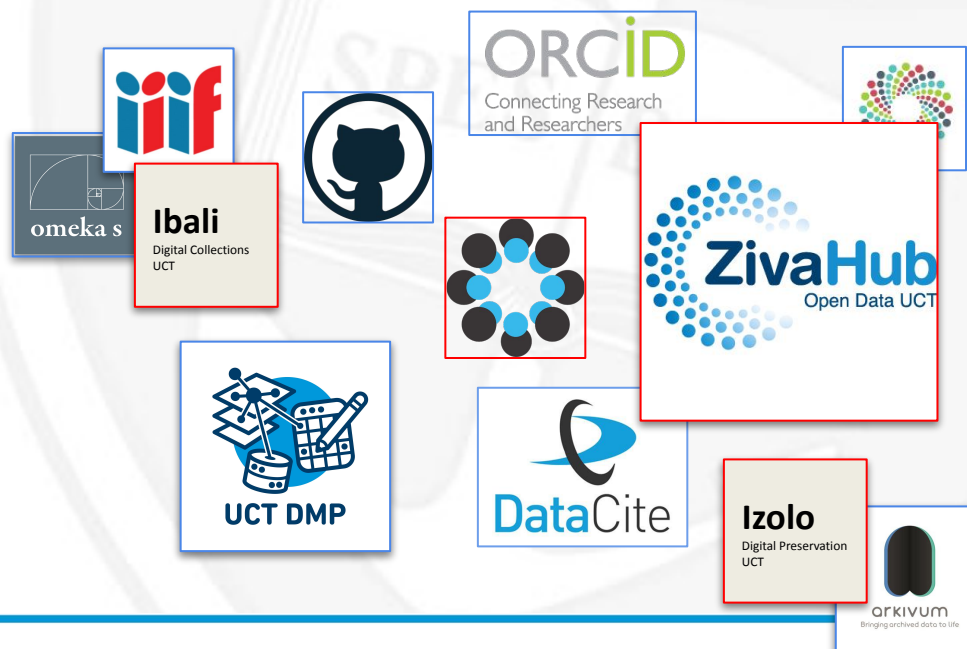 ORCiD
Connecting Research
and Researchers
iiif
omeka s
Ibali
Digital Collections
UCT
ZivaHub
Open Data UCT
UCT DMP
DataCite
Izolo
Digital Preservation
UCT
arkivum
Bringing archived data to life